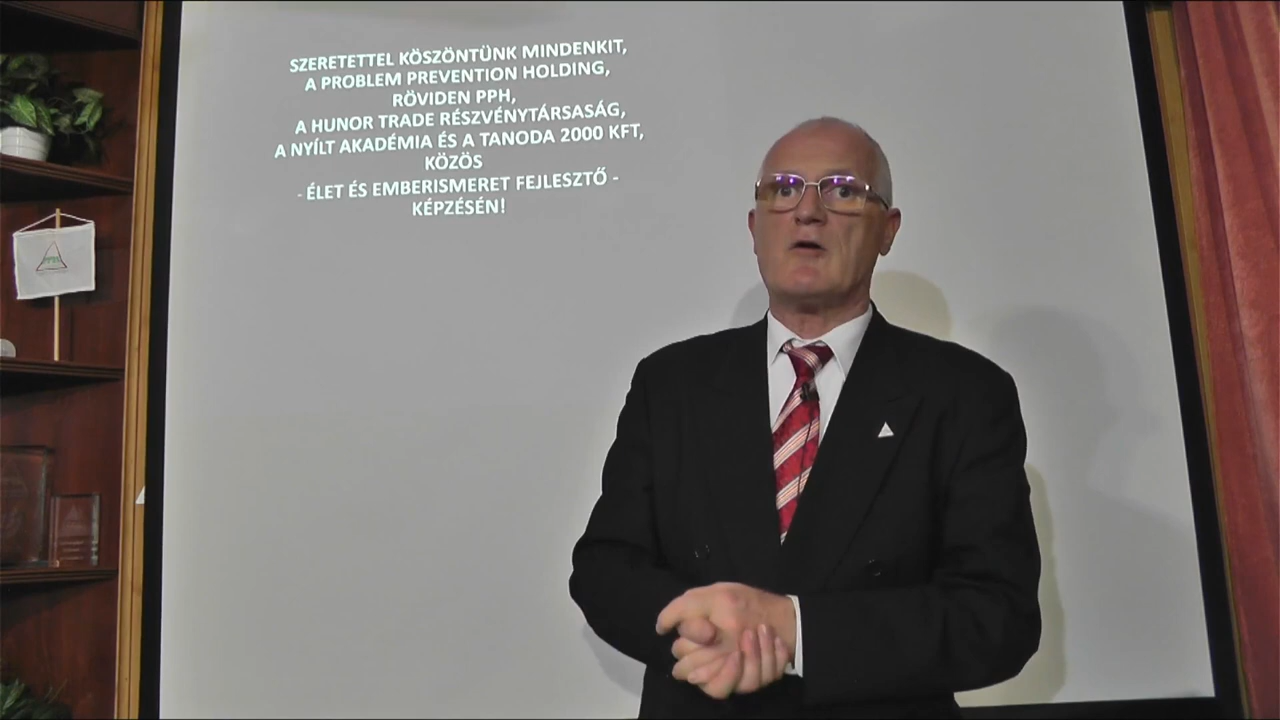 SZERETETTEL KÖSZÖNTÜNK MINDENKIT,
A PROBLEM PREVENTION HOLDING,
RÖVIDEN PPH,
A HUNOR TRADE RÉSZVÉNYTÁRSASÁG,
A NYÍLT AKADÉMIA ÉS A TANODA 2000 KFT,
KÖZÖS
- ÉLET ÉS EMBERISMERET FEJLESZTŐ -
KÉPZÉSÉN!